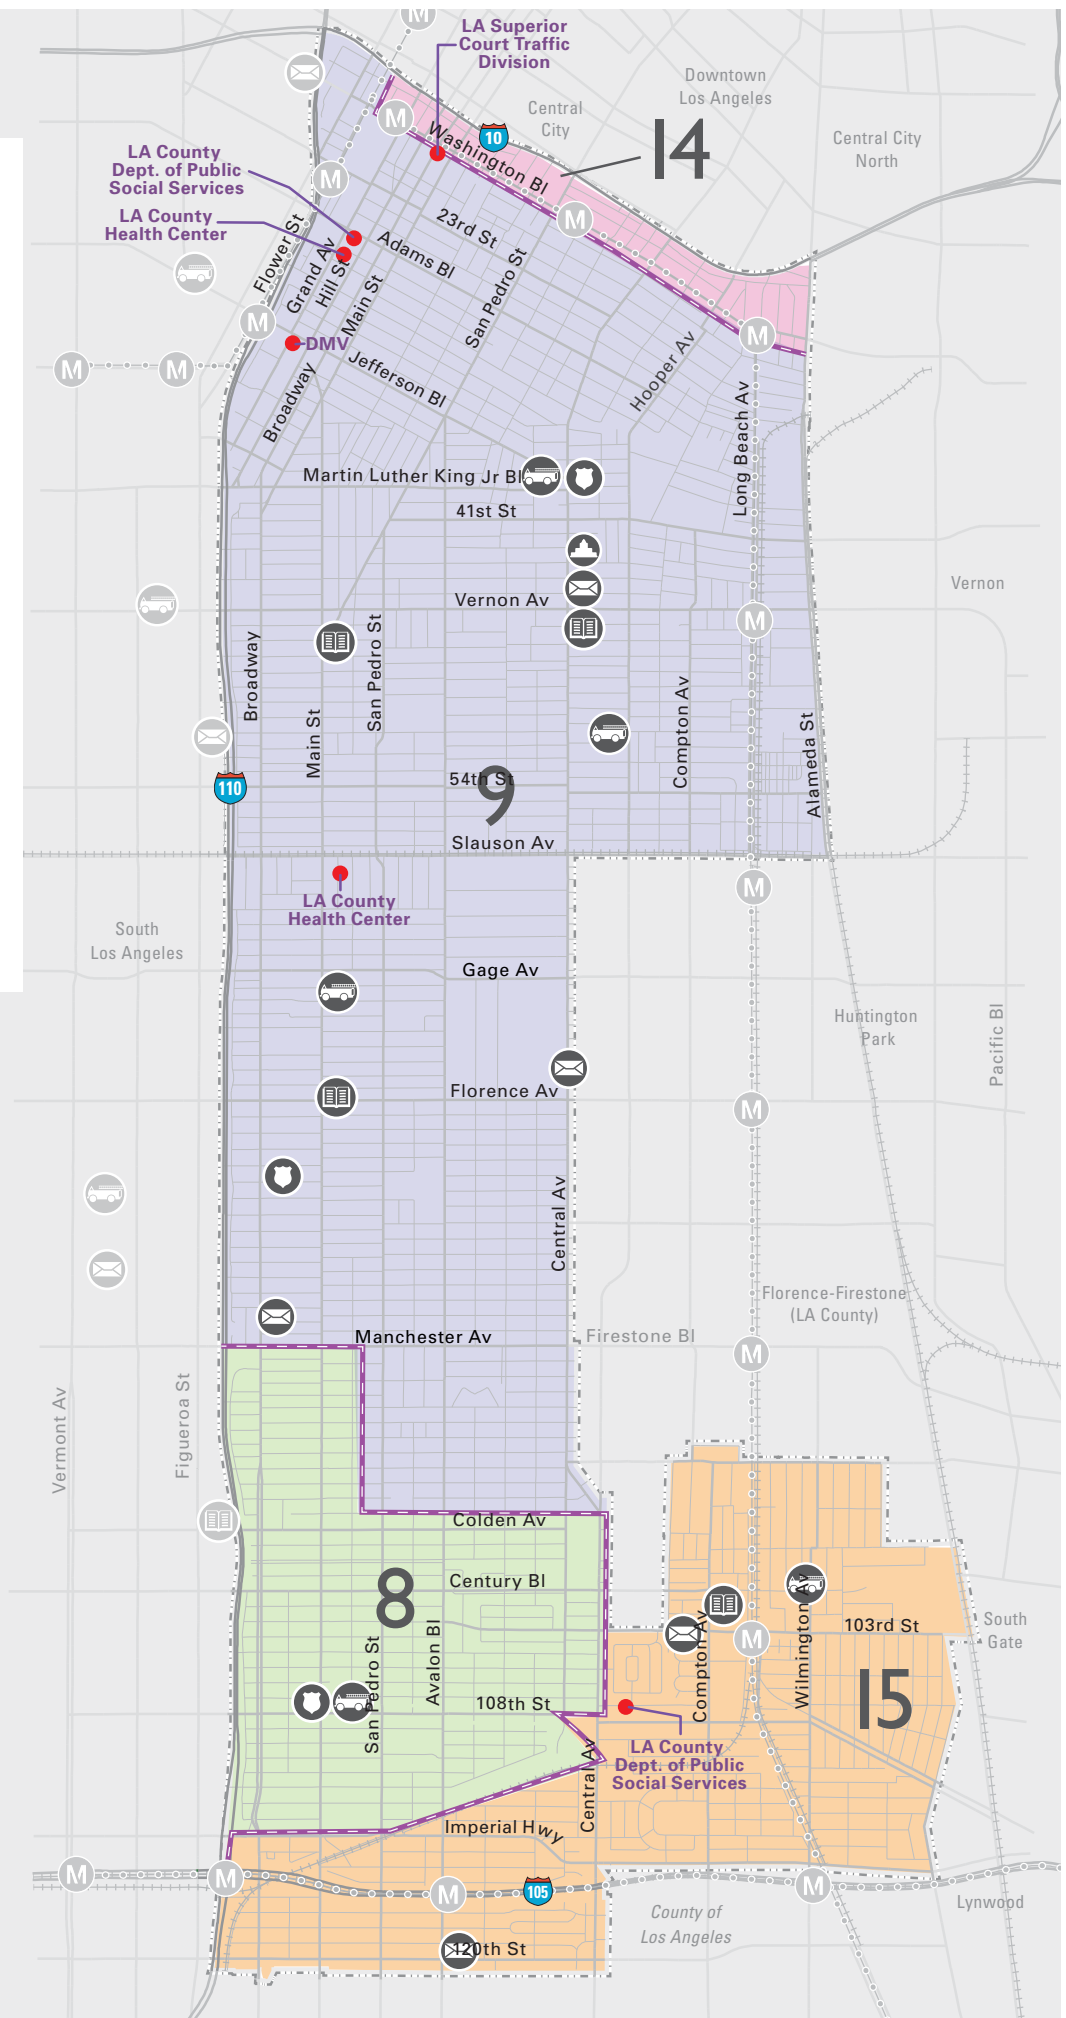 M
LA Superior
Court Traffic
Division
Downtown
Los Angeles
Central
City
14
Central City
North
10
M
Washington Bl
LA County
Dept. of Public
Social Services
M
LA County
Health Center
23rd St
M
Adams Bl
San Pedro St
Flower St
Grand Av
Hill St
Main St
M
M
DMV
Hooper Av
M
M
Jefferson Bl
Broadway
Long Beach Av
Martin Luther King Jr Bl
41st St
Vernon
Vernon Av
M
Broadway
San Pedro St
Main St
Compton Av
Alameda St
54th St
110
9
Slauson Av
M
LA County
Health Center
South
Los Angeles
Gage Av
Huntington
Park
Pacific Bl
Florence Av
M
Central Av
Florence-Firestone
(LA County)
Manchester Av
Firestone Bl
M
Vermont Av
Figueroa St
Colden Av
8
Century Bl
Wilmington Av
Compton Av
103rd St
South
Gate
M
San Pedro St
Avalon Bl
15
108th St
LA County
Dept. of Public
Social Services
Central Av
Imperial Hwy
M
M
M
105
M
County of
Los Angeles
Lynwood
120th St